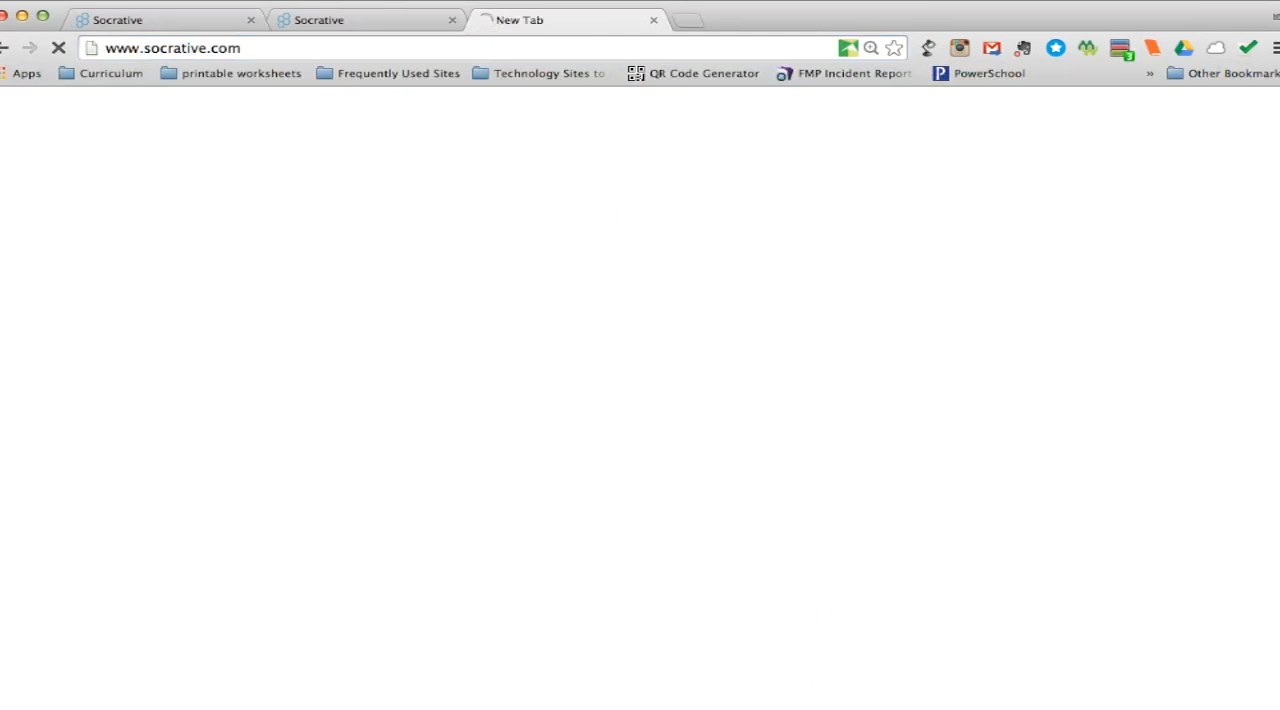 Socrative Socrative New Tab
www.socrative.com
Apps Curriculum printable worksheets Frequently Used Sites Technology Sites to QR Code Generator FMP Incident Report PowerSchool » Other Bookmark
3